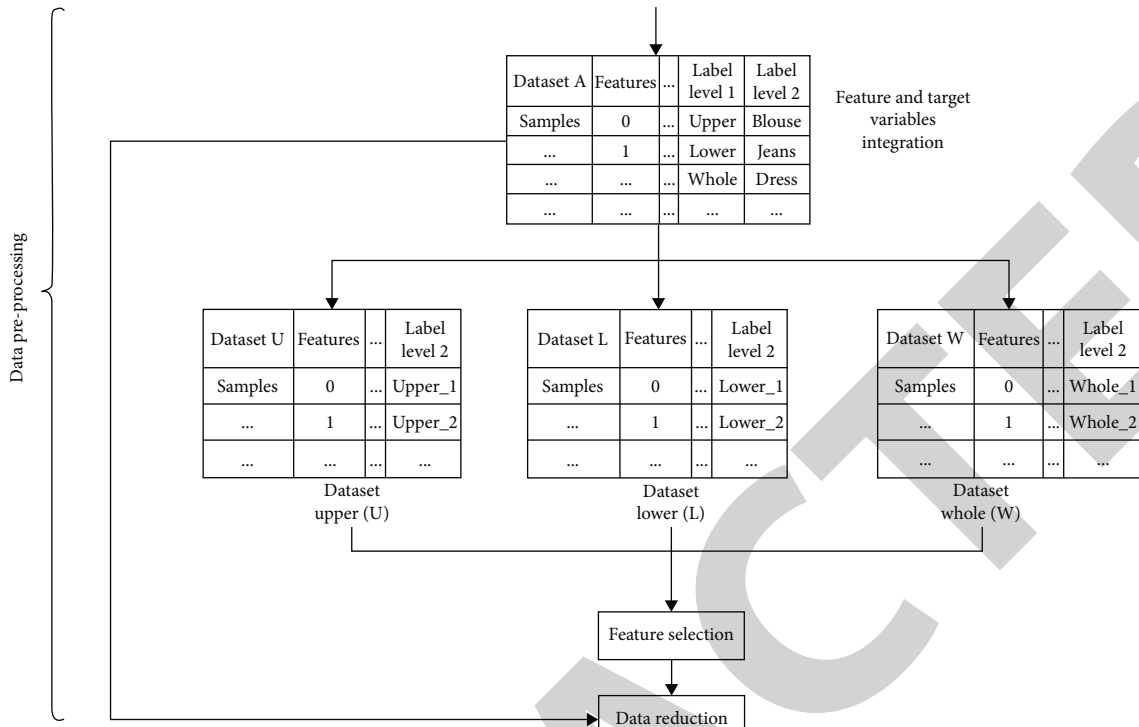 Data pre-processing
Dataset A Features ... Label level 1 Label level 2
Samples 0 ... Upper Blouse
... 1 ... Lower Jeans
... ... ... Whole Dress
... ... ... ... ...
Feature and target
variables
integration
Dataset U Features ... Label level 2
Samples 0 ... Upper_1
... 1 ... Upper_2
... ... ... ...
Dataset
upper (U)
Dataset L Features ... Label level 2
Samples 0 ... Lower_1
... 1 ... Lower_2
... ... ... ...
Dataset
lower (L)
Dataset W Features ... Label level 2
Samples 0 ... Whole_1
... 1 ... Whole_2
... ... ... ...
Dataset
whole (W)
Feature selection
Data reduction
ACTE